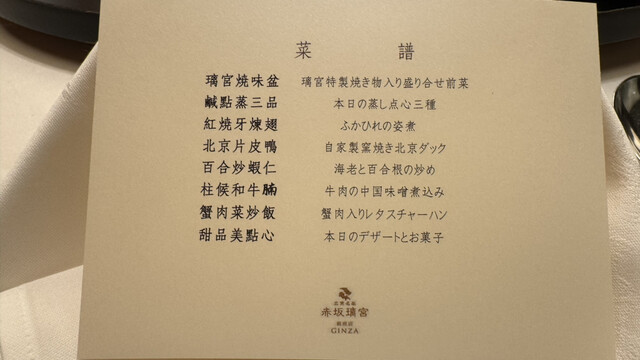 菜譜
璃宮燒味盆 璃宮特製焼き物入り盛り合せ前菜
鹹點蒸三品 本日の蒸し点心三種
紅燒牙煉翅 ふかひれの姿煮
北京片皮鴨 自家製窯焼き北京ダック
百合炒蝦仁 海老と百合根の炒め
柱候和牛腩 牛肉の中国味噌煮込み
蟹肉菜炒飯 蟹肉入りレタスチャーハン
甜品美點心 本日のデザートとお菓子
赤坂璃宮
銀座店
GINZA